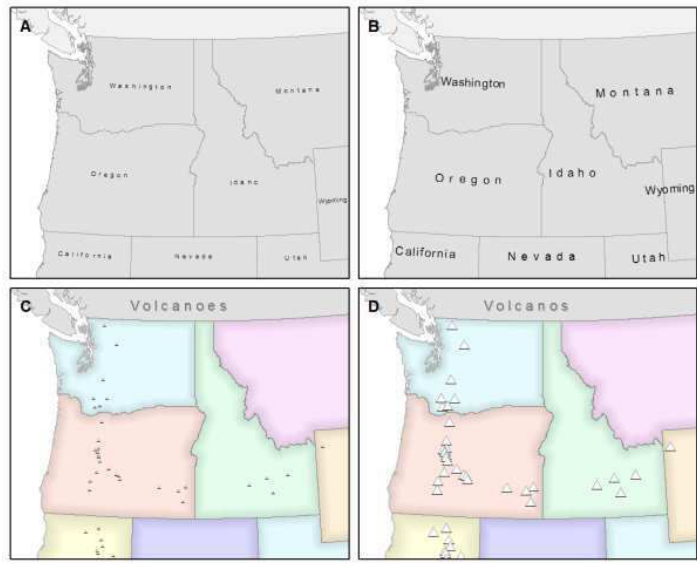 A
Washington
Montana
Oregon
Idaho
Wyoming
California
Nevada
Utah
B
Washington
Montana
Oregon
Idaho
Wyoming
California
Nevada
Utah
C
Volcanoes
D
Volcanos